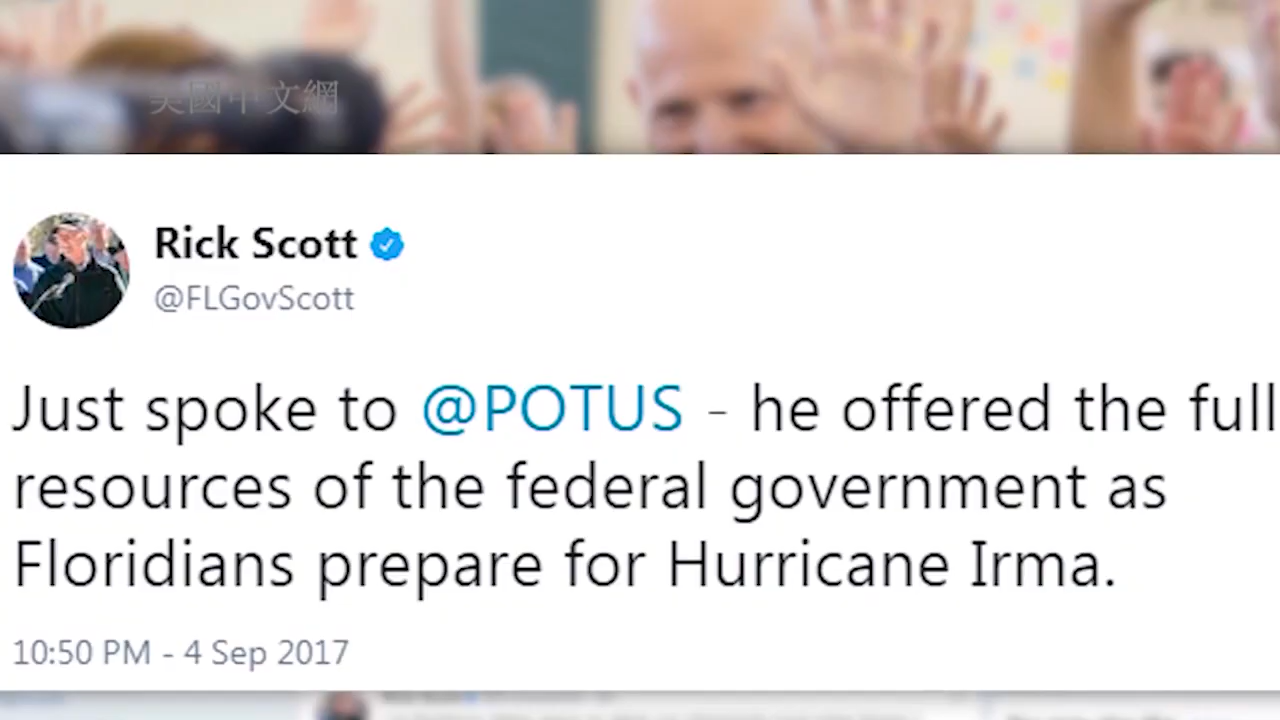 美國中文網
Rick Scott
@FLGovScott
Just spoke to @POTUS - he offered the full
resources of the federal government as
Floridians prepare for Hurricane Irma.
10:50 PM - 4 Sep 2017